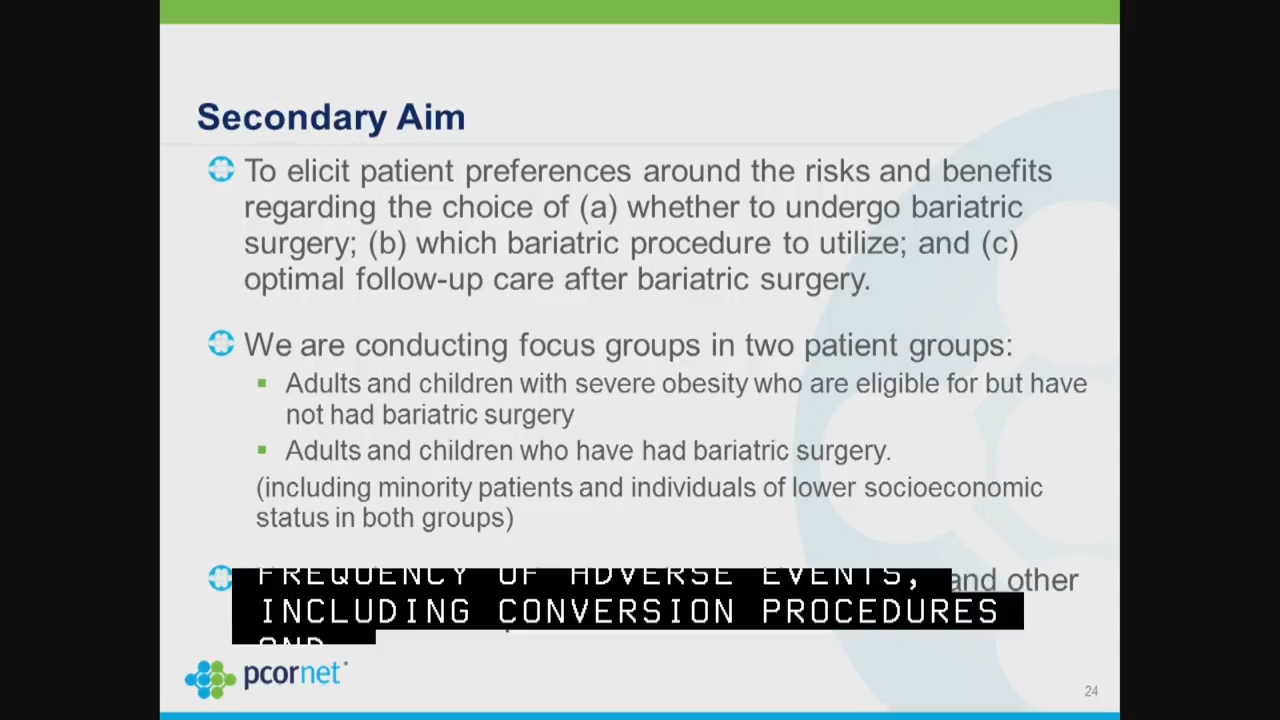 Secondary Aim
To elicit patient preferences around the risks and benefits
regarding the choice of (a) whether to undergo bariatric
surgery; (b) which bariatric procedure to utilize; and (c)
optimal follow-up care after bariatric surgery.
We are conducting focus groups in two patient groups:
Adults and children with severe obesity who are eligible for but have
not had bariatric surgery
Adults and children who have had bariatric surgery.
(including minority patients and individuals of lower socioeconomic
status in both groups)
FREQUENCY OF ADVERSE EVENTS, and other
INCLUDING CONVERSION PROCEDURES
AND
pcornet
24